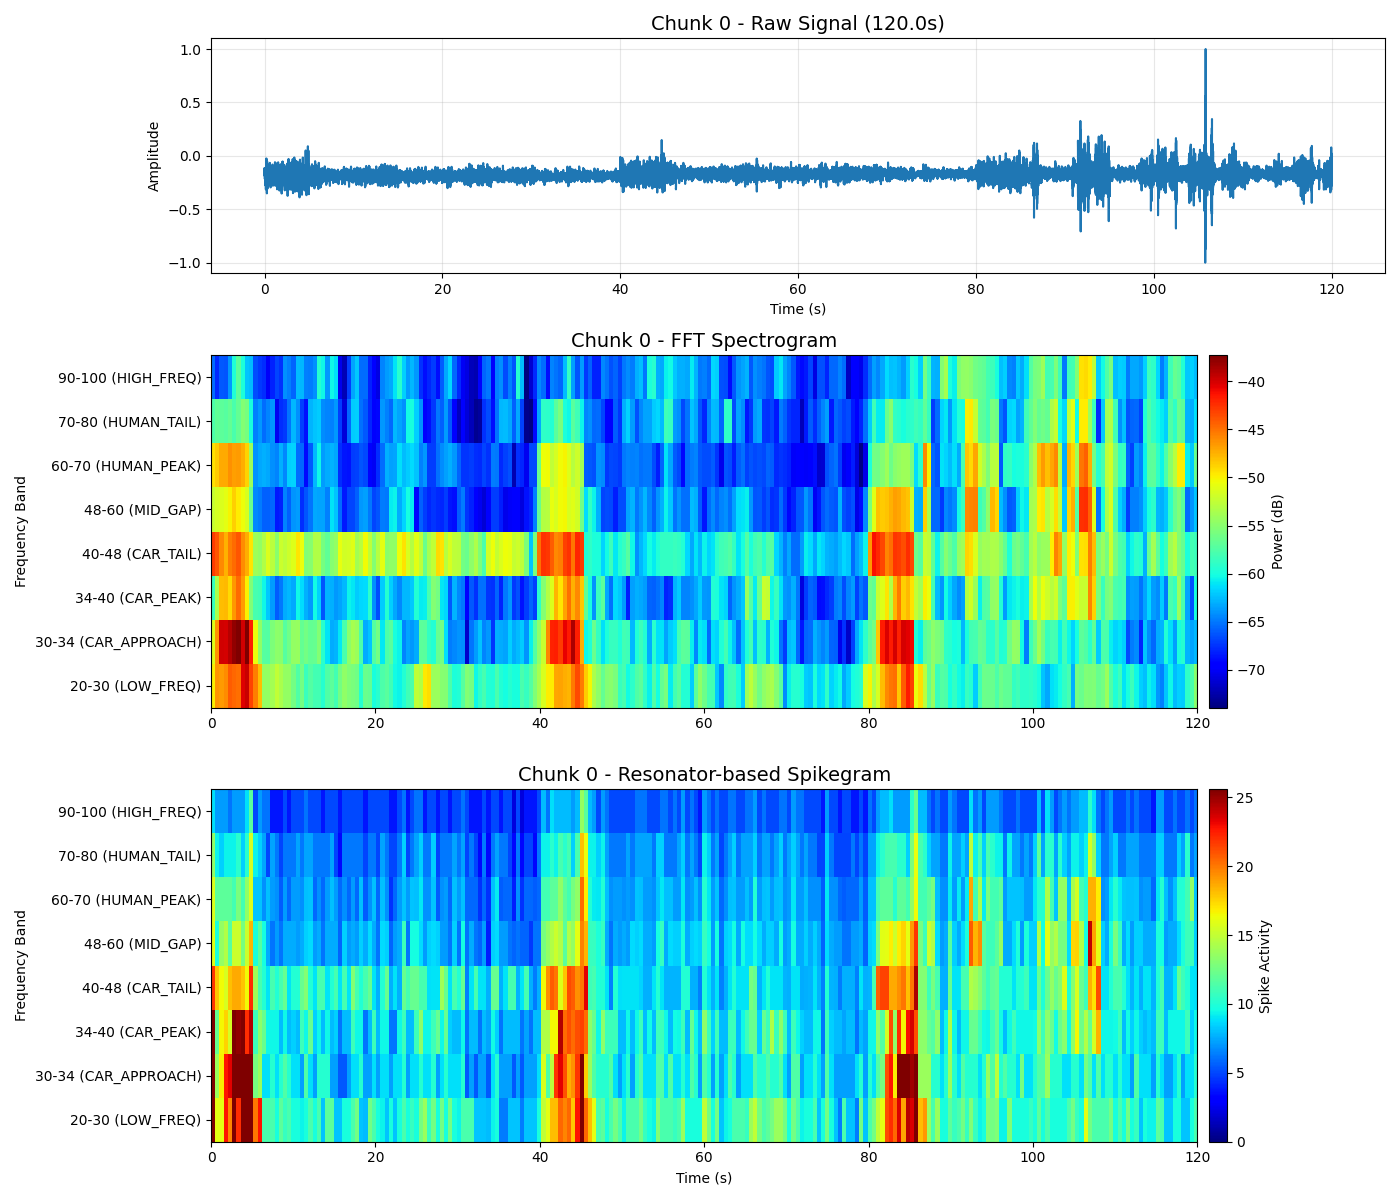 Chunk 0 - Raw Signal (120.0s)
1.0
0.5
0.0
−0.5
−1.0
Amplitude
0 20 40 60 80 100 120
Time (s)
Chunk 0 - FFT Spectrogram
90-100 (HIGH_FREQ)
70-80 (HUMAN_TAIL)
60-70 (HUMAN_PEAK)
48-60 (MID_GAP)
40-48 (CAR_TAIL)
34-40 (CAR_PEAK)
30-34 (CAR_APPROACH)
20-30 (LOW_FREQ)
Frequency Band
0 20 40 60 80 100 120
−40
−45
−50
−55
−60
−65
−70
Power (dB)
Chunk 0 - Resonator-based Spikegram
90-100 (HIGH_FREQ)
70-80 (HUMAN_TAIL)
60-70 (HUMAN_PEAK)
48-60 (MID_GAP)
40-48 (CAR_TAIL)
34-40 (CAR_PEAK)
30-34 (CAR_APPROACH)
20-30 (LOW_FREQ)
Frequency Band
0 20 40 60 80 100 120
Time (s)
25
20
15
10
5
0
Spike Activity